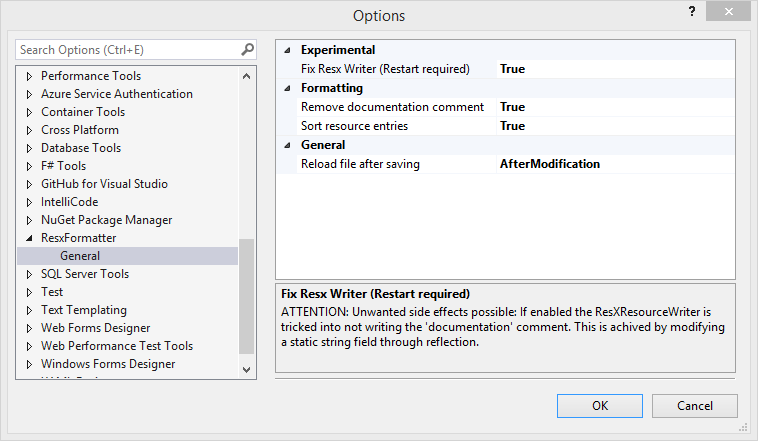 Options
?
Search Options (Ctrl+E)
Performance Tools
Azure Service Authentication
Container Tools
Cross Platform
Database Tools
F# Tools
GitHub for Visual Studio
IntelliCode
NuGet Package Manager
ResxFormatter
General
SQL Server Tools
Test
Text Templating
Web Forms Designer
Web Performance Test Tools
Windows Forms Designer
Experimental
Fix Resx Writer (Restart required) True
Formatting
Remove documentation comment True
Sort resource entries True
General
Reload file after saving AfterModification
Fix Resx Writer (Restart required)
ATTENTION: Unwanted side effects possible: If enabled the ResXResourceWriter is
tricked into not writing the 'documentation' comment. This is achived by modifying
a static string field through reflection.
OK Cancel